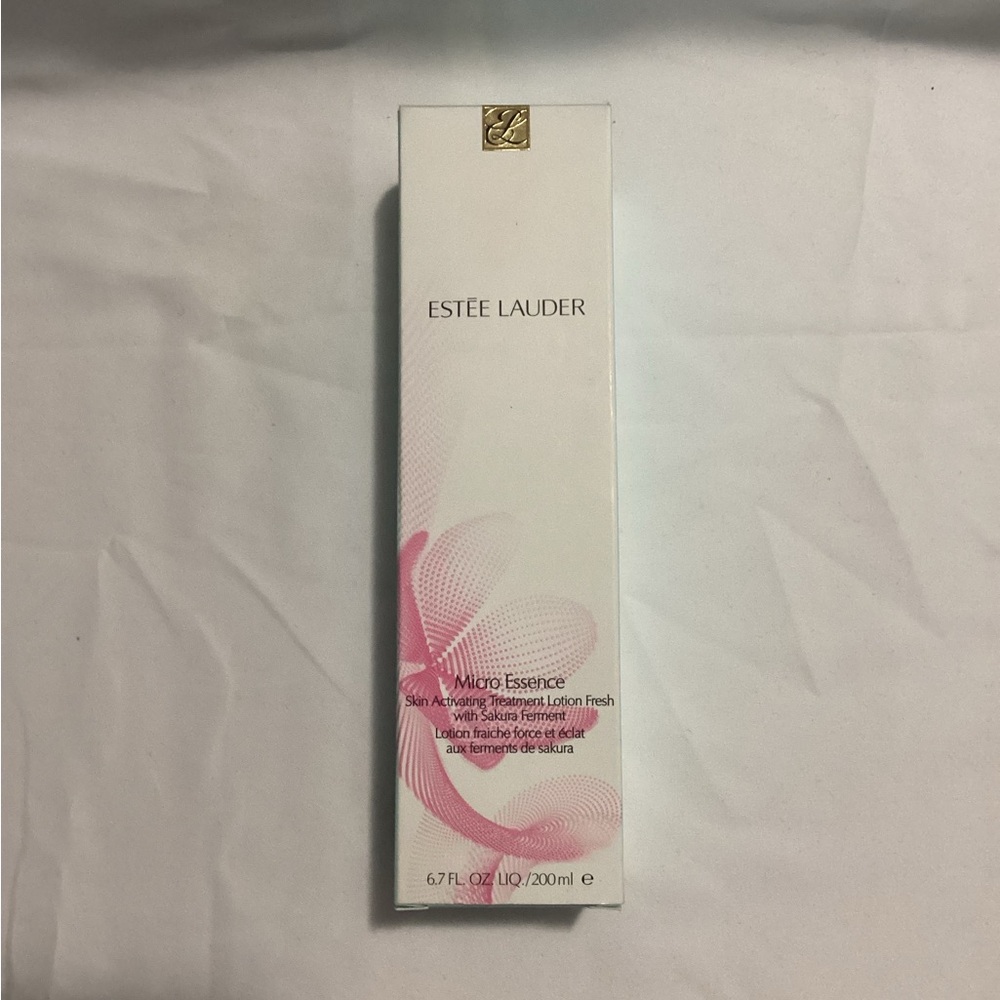 EL
ESTĒE LAUDER
Micro Essence
Skin Activating Treatment Lotion Fresh
with Sakura Ferment
Lotion fraîche force et éclat
aux ferments de sakura
6.7 FL. OZ. LIQ./200 ml ℮